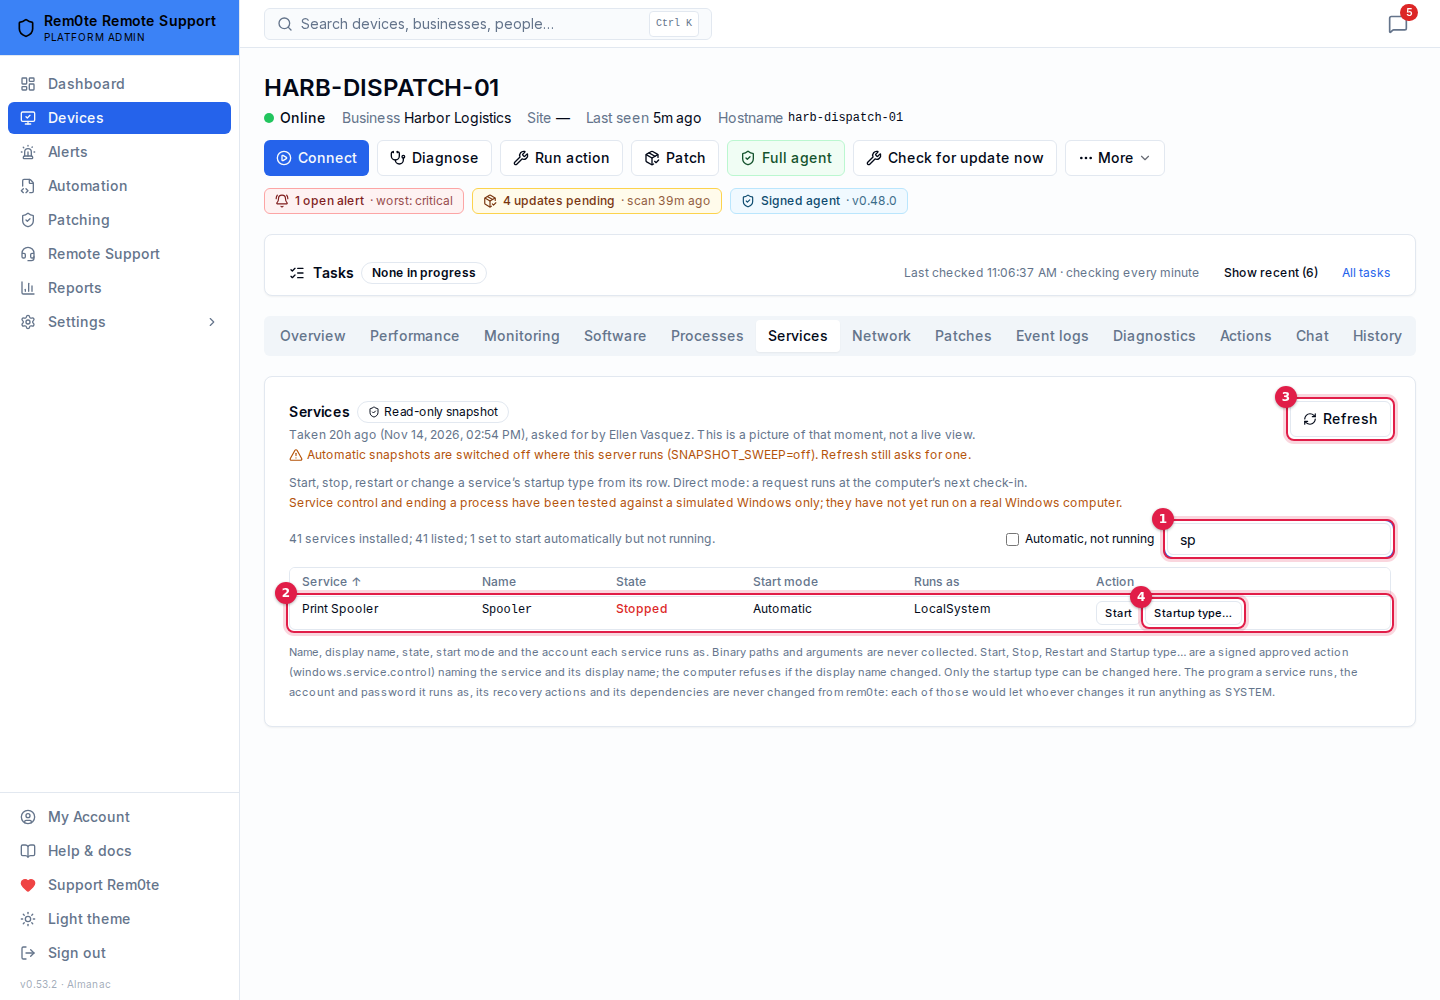 Rem0te Remote Support
PLATFORM ADMIN
Search devices, businesses, people…
Ctrl K
5
Dashboard
Devices
Alerts
Automation
Patching
Remote Support
Reports
Settings
HARB-DISPATCH-01
Online Business Harbor Logistics Site — Last seen 5m ago Hostname harb-dispatch-01
Connect Diagnose Run action Patch Full agent Check for update now More
1 open alert · worst: critical 4 updates pending · scan 39m ago Signed agent · v0.48.0
Tasks None in progress Last checked 11:06:37 AM · checking every minute Show recent (6) All tasks
Overview Performance Monitoring Software Processes Services Network Patches Event logs Diagnostics Actions Chat History
Services Read-only snapshot
3
Refresh
Taken 20h ago (Nov 14, 2026, 02:54 PM), asked for by Ellen Vasquez. This is a picture of that moment, not a live view.
Automatic snapshots are switched off where this server runs (SNAPSHOT_SWEEP=off). Refresh still asks for one.
Start, stop, restart or change a service's startup type from its row. Direct mode: a request runs at the computer's next check-in.
Service control and ending a process have been tested against a simulated Windows only; they have not yet run on a real Windows computer.
41 services installed; 41 listed; 1 set to start automatically but not running. Automatic, not running
1
sp
Service ↑ Name State Start mode Runs as Action
2
4
Print Spooler Spooler Stopped Automatic LocalSystem Start Startup type…
Name, display name, state, start mode and the account each service runs as. Binary paths and arguments are never collected. Start, Stop, Restart and Startup type… are a signed approved action
(windows.service.control) naming the service and its display name; the computer refuses if the display name changed. Only the startup type can be changed here. The program a service runs, the
account and password it runs as, its recovery actions and its dependencies are never changed from rem0te: each of those would let whoever changes it run anything as SYSTEM.
My Account
Help & docs
Support Rem0te
Light theme
Sign out
v0.53.2 · Almanac